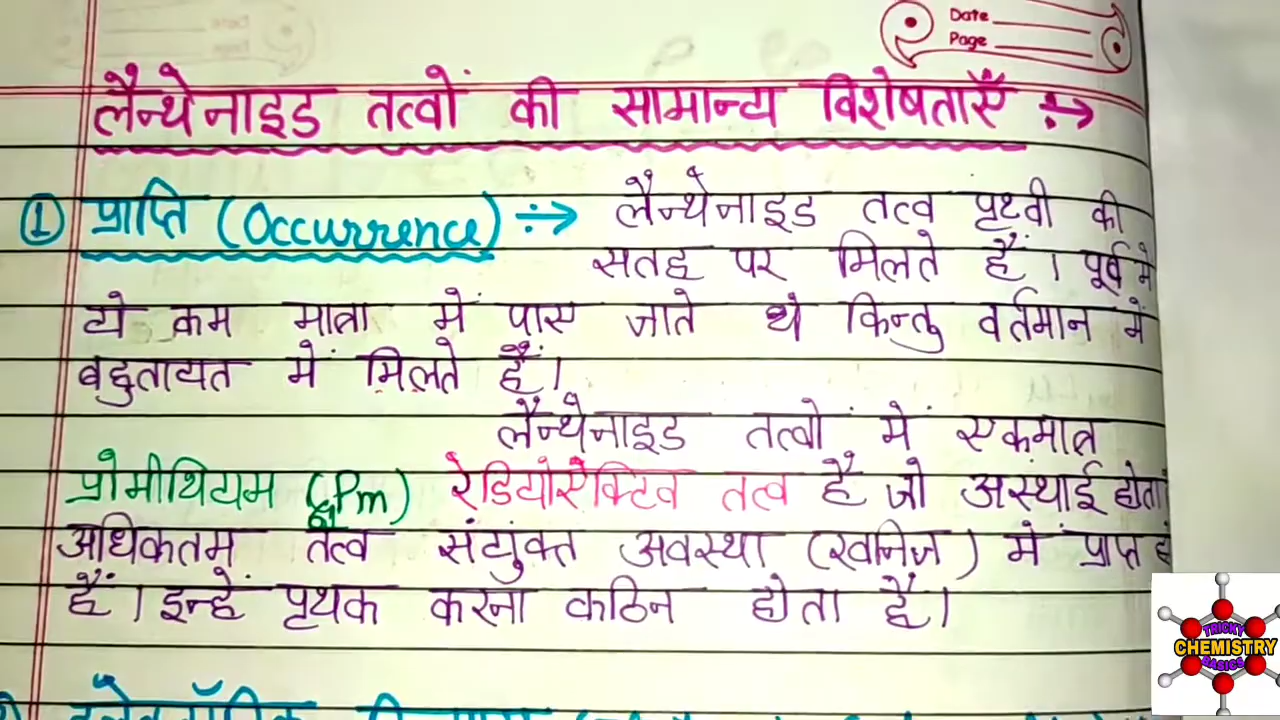 Date
Page
लैन्थेनाइड तत्वों की सामान्य विशेषताएँ ÷→
① प्राप्ति (Occurrence) ÷→ लैन्थेनाइड तत्व पृथ्वी की
सतह पर मिलते हैं । पूर्व में
ये कम मात्रा में पाए जाते थे किन्तु वर्तमान में
बहुतायत में मिलते हैं।
लैन्थेनाइड तत्वों में एकमात्र
प्रोमीथियम (Pm) रेडियोऐक्टिव तत्व है जो अस्थाई होता
अधिकतम तत्व संयुक्त अवस्था (खनिज) में प्राप्त
हैं । इन्हें पृथक करना कठिन होता है।
TRICKY
CHEMISTRY
BASICS